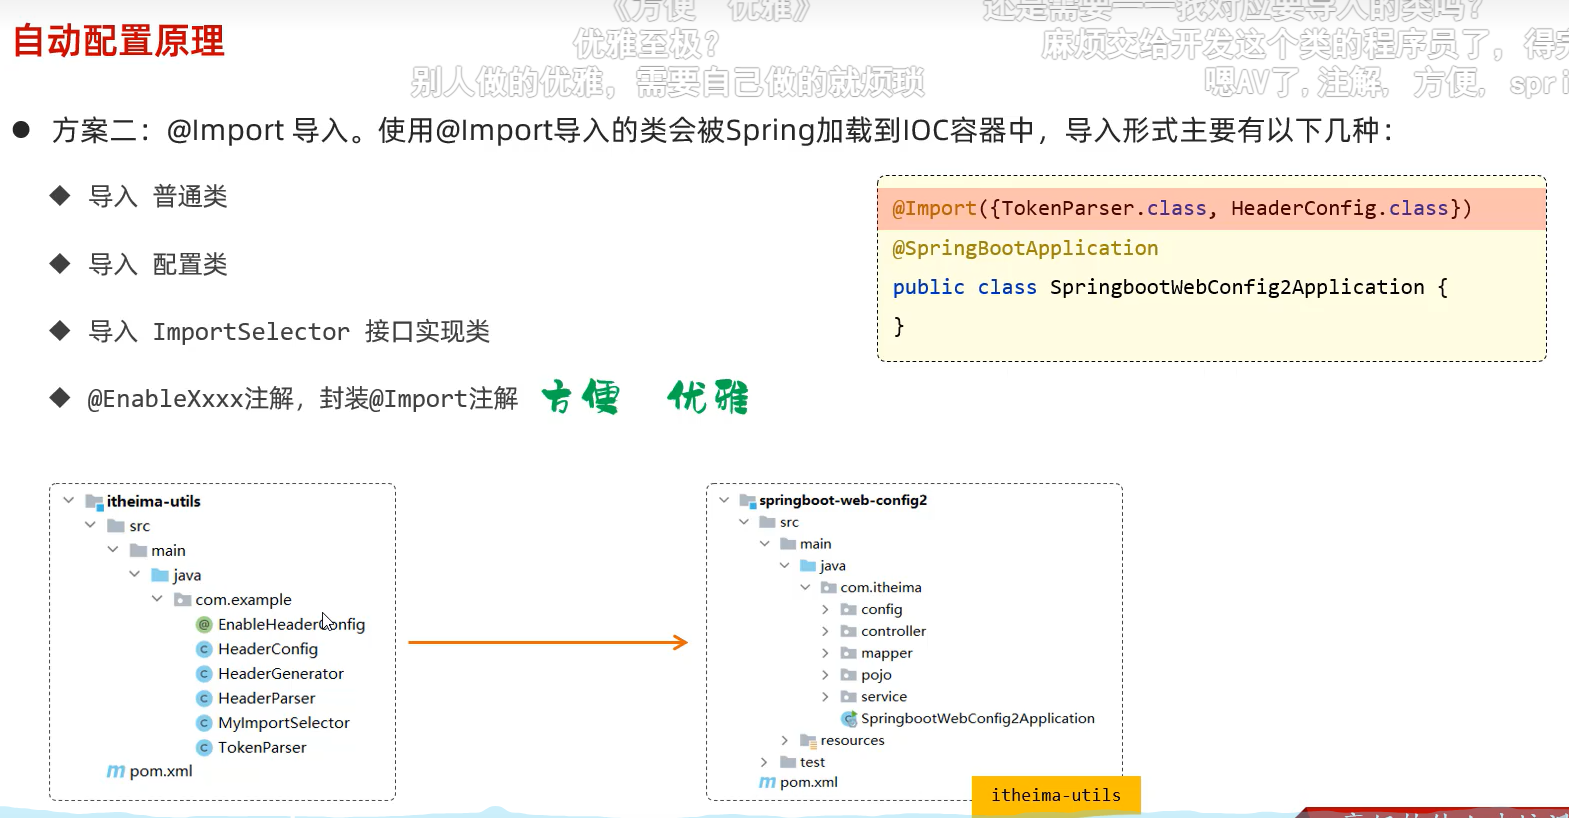 《方便 优雅》
还是需要一一找对应要导入的类吗?
自动配置原理
优雅至极?
麻烦交给开发这个类的程序员了，得
别人做的优雅，需要自己做的就烦琐
嗯AV了,注解， 方便， spri
● 方案二：@Import 导入。使用@Import导入的类会被Spring加载到IOC容器中，导入形式主要有以下几种：
◆ 导入 普通类
◆ 导入 配置类
◆ 导入 ImportSelector 接口实现类
◆ @EnableXxxx注解，封装@Import注解 方便 优雅
@Import({TokenParser.class, HeaderConfig.class})
@SpringBootApplication
public class SpringbootWebConfig2Application {
}
itheima-utils
src
main
java
com.example
EnableHeaderConfig
HeaderConfig
HeaderGenerator
HeaderParser
MyImportSelector
TokenParser
pom.xml
springboot-web-config2
src
main
java
com.itheima
config
controller
mapper
pojo
service
SpringbootWebConfig2Application
resources
test
pom.xml
itheima-utils